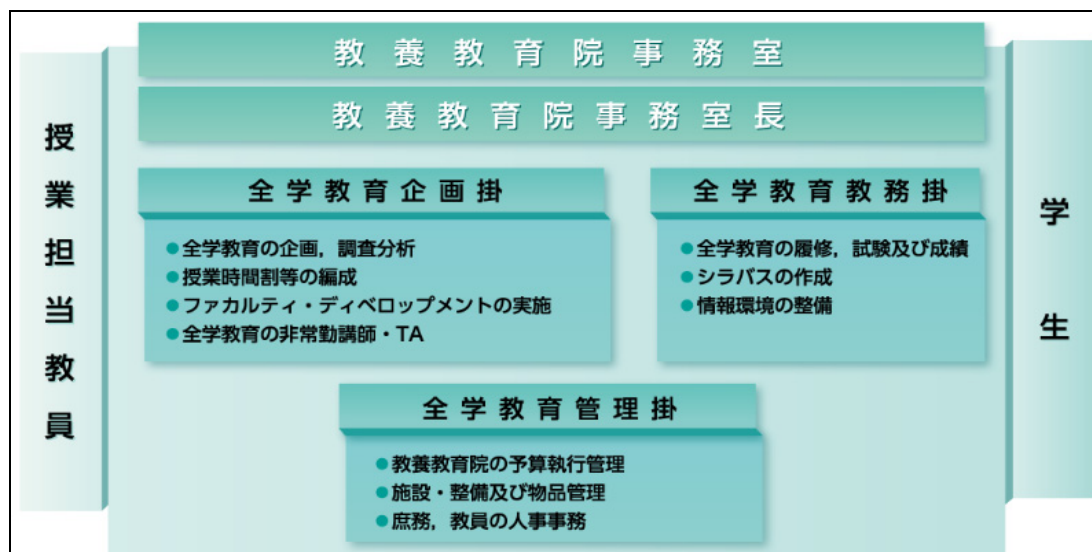 教養教育院事務室
教養教育院事務室長
授業担当教員
全学教育企画掛
●全学教育の企画，調査分析
●授業時間割等の編成
●ファカルティ・ディベロップメントの実施
●全学教育の非常勤講師・TA
全学教育教務掛
●全学教育の履修，試験及び成績
●シラバスの作成
●情報環境の整備
学生
全学教育管理掛
●教養教育院の予算執行管理
●施設・整備及び物品管理
●庶務，教員の人事事務